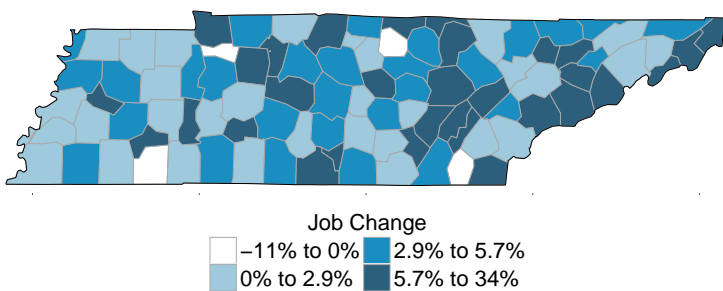 Job Change
−11% to 0% 2.9% to 5.7%
0% to 2.9% 5.7% to 34%